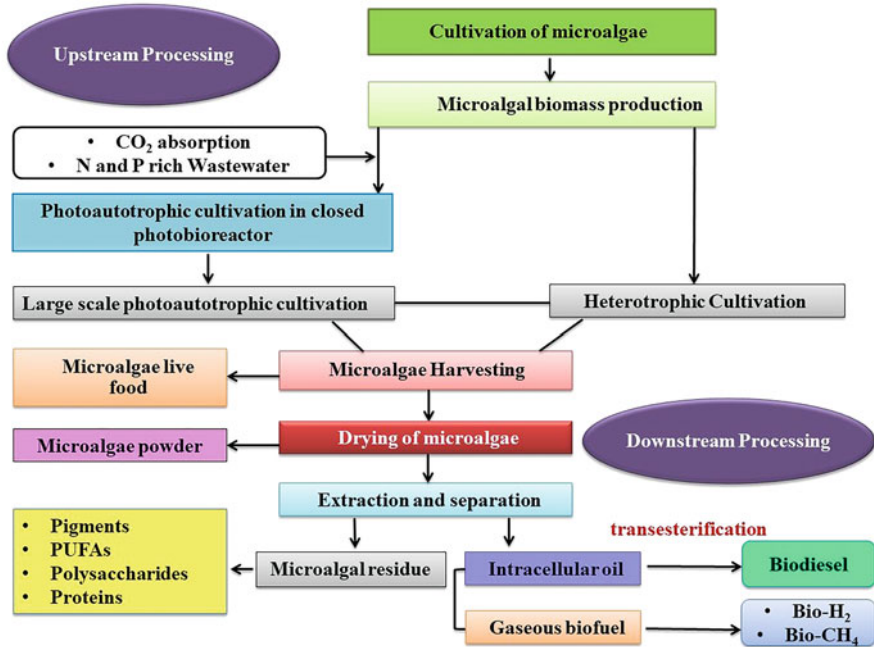 Upstream Processing
Cultivation of microalgae
Microalgal biomass production
• CO₂ absorption
• N and P rich Wastewater
Photoautotrophic cultivation in closed
photobioreactor
Large scale photoautotrophic cultivation
Heterotrophic Cultivation
Microalgae live
food
Microalgae Harvesting
Microalgae powder
Drying of microalgae
Downstream Processing
Extraction and separation
• Pigments
• PUFAs
• Polysaccharides
• Proteins
Microalgal residue
Intracellular oil
transesterification
Biodiesel
Gaseous biofuel
• Bio-H₂
• Bio-CH₄